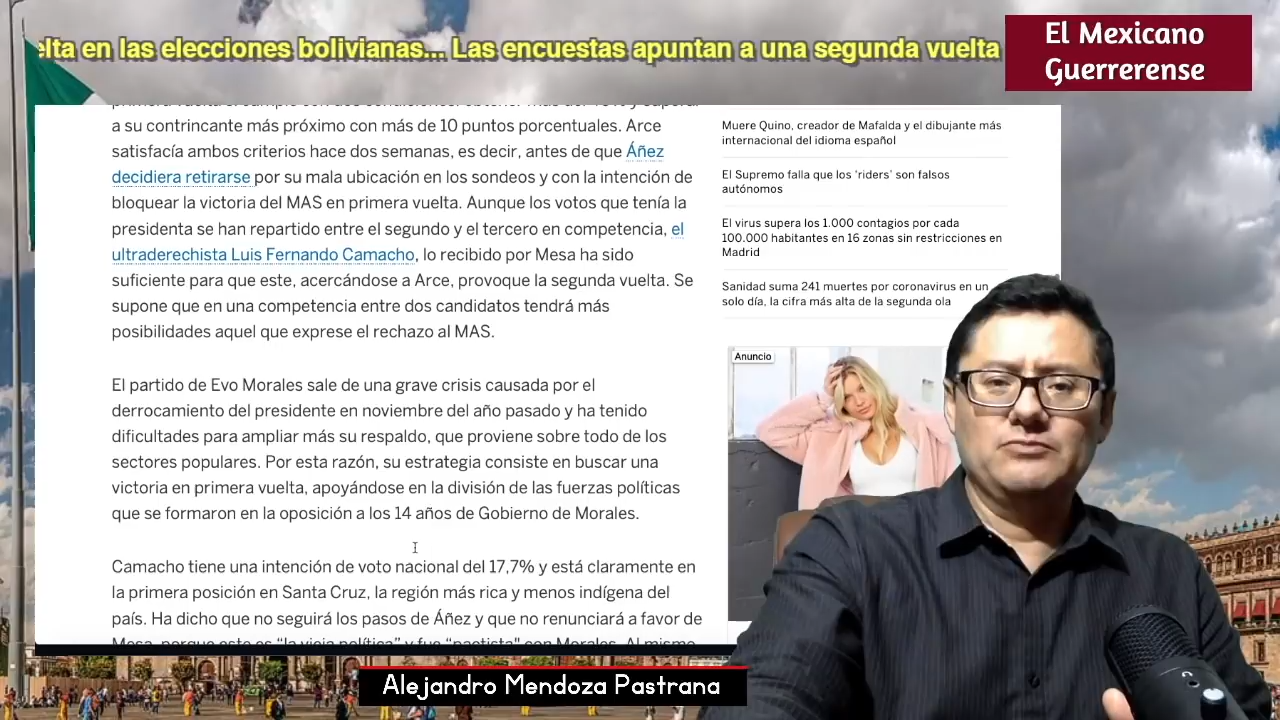 elta en las elecciones bolivianas... Las encuestas apuntan a una segunda vuelta
El Mexicano
Guerrerense
a su contrincante más próximo con más de 10 puntos porcentuales. Arce
satisfacía ambos criterios hace dos semanas, es decir, antes de que Áñez
decidiera retirarse por su mala ubicación en los sondeos y con la intención de
bloquear la victoria del MAS en primera vuelta. Aunque los votos que tenía la
presidenta se han repartido entre el segundo y el tercero en competencia, el
ultraderechista Luis Fernando Camacho, lo recibido por Mesa ha sido
suficiente para que este, acercándose a Arce, provoque la segunda vuelta. Se
supone que en una competencia entre dos candidatos tendrá más
posibilidades aquel que exprese el rechazo al MAS.
El partido de Evo Morales sale de una grave crisis causada por el
derrocamiento del presidente en noviembre del año pasado y ha tenido
dificultades para ampliar más su respaldo, que proviene sobre todo de los
sectores populares. Por esta razón, su estrategia consiste en buscar una
victoria en primera vuelta, apoyándose en la división de las fuerzas políticas
que se formaron en la oposición a los 14 años de Gobierno de Morales.
Camacho tiene una intención de voto nacional del 17,7% y está claramente en
la primera posición en Santa Cruz, la región más rica y menos indígena del
país. Ha dicho que no seguirá los pasos de Áñez y que no renunciará a favor de
Mesa, porque este es "la vieja política" y fue "pactista" con Morales. Al mismo
Muere Quino, creador de Mafalda y el dibujante más
internacional del idioma español
El Supremo falla que los 'riders' son falsos
autónomos
El virus supera los 1.000 contagios por cada
100.000 habitantes en 16 zonas sin restricciones en
Madrid
Sanidad suma 241 muertes por coronavirus en un
solo día, la cifra más alta de la segunda ola
Anuncio
Alejandro Mendoza Pastrana